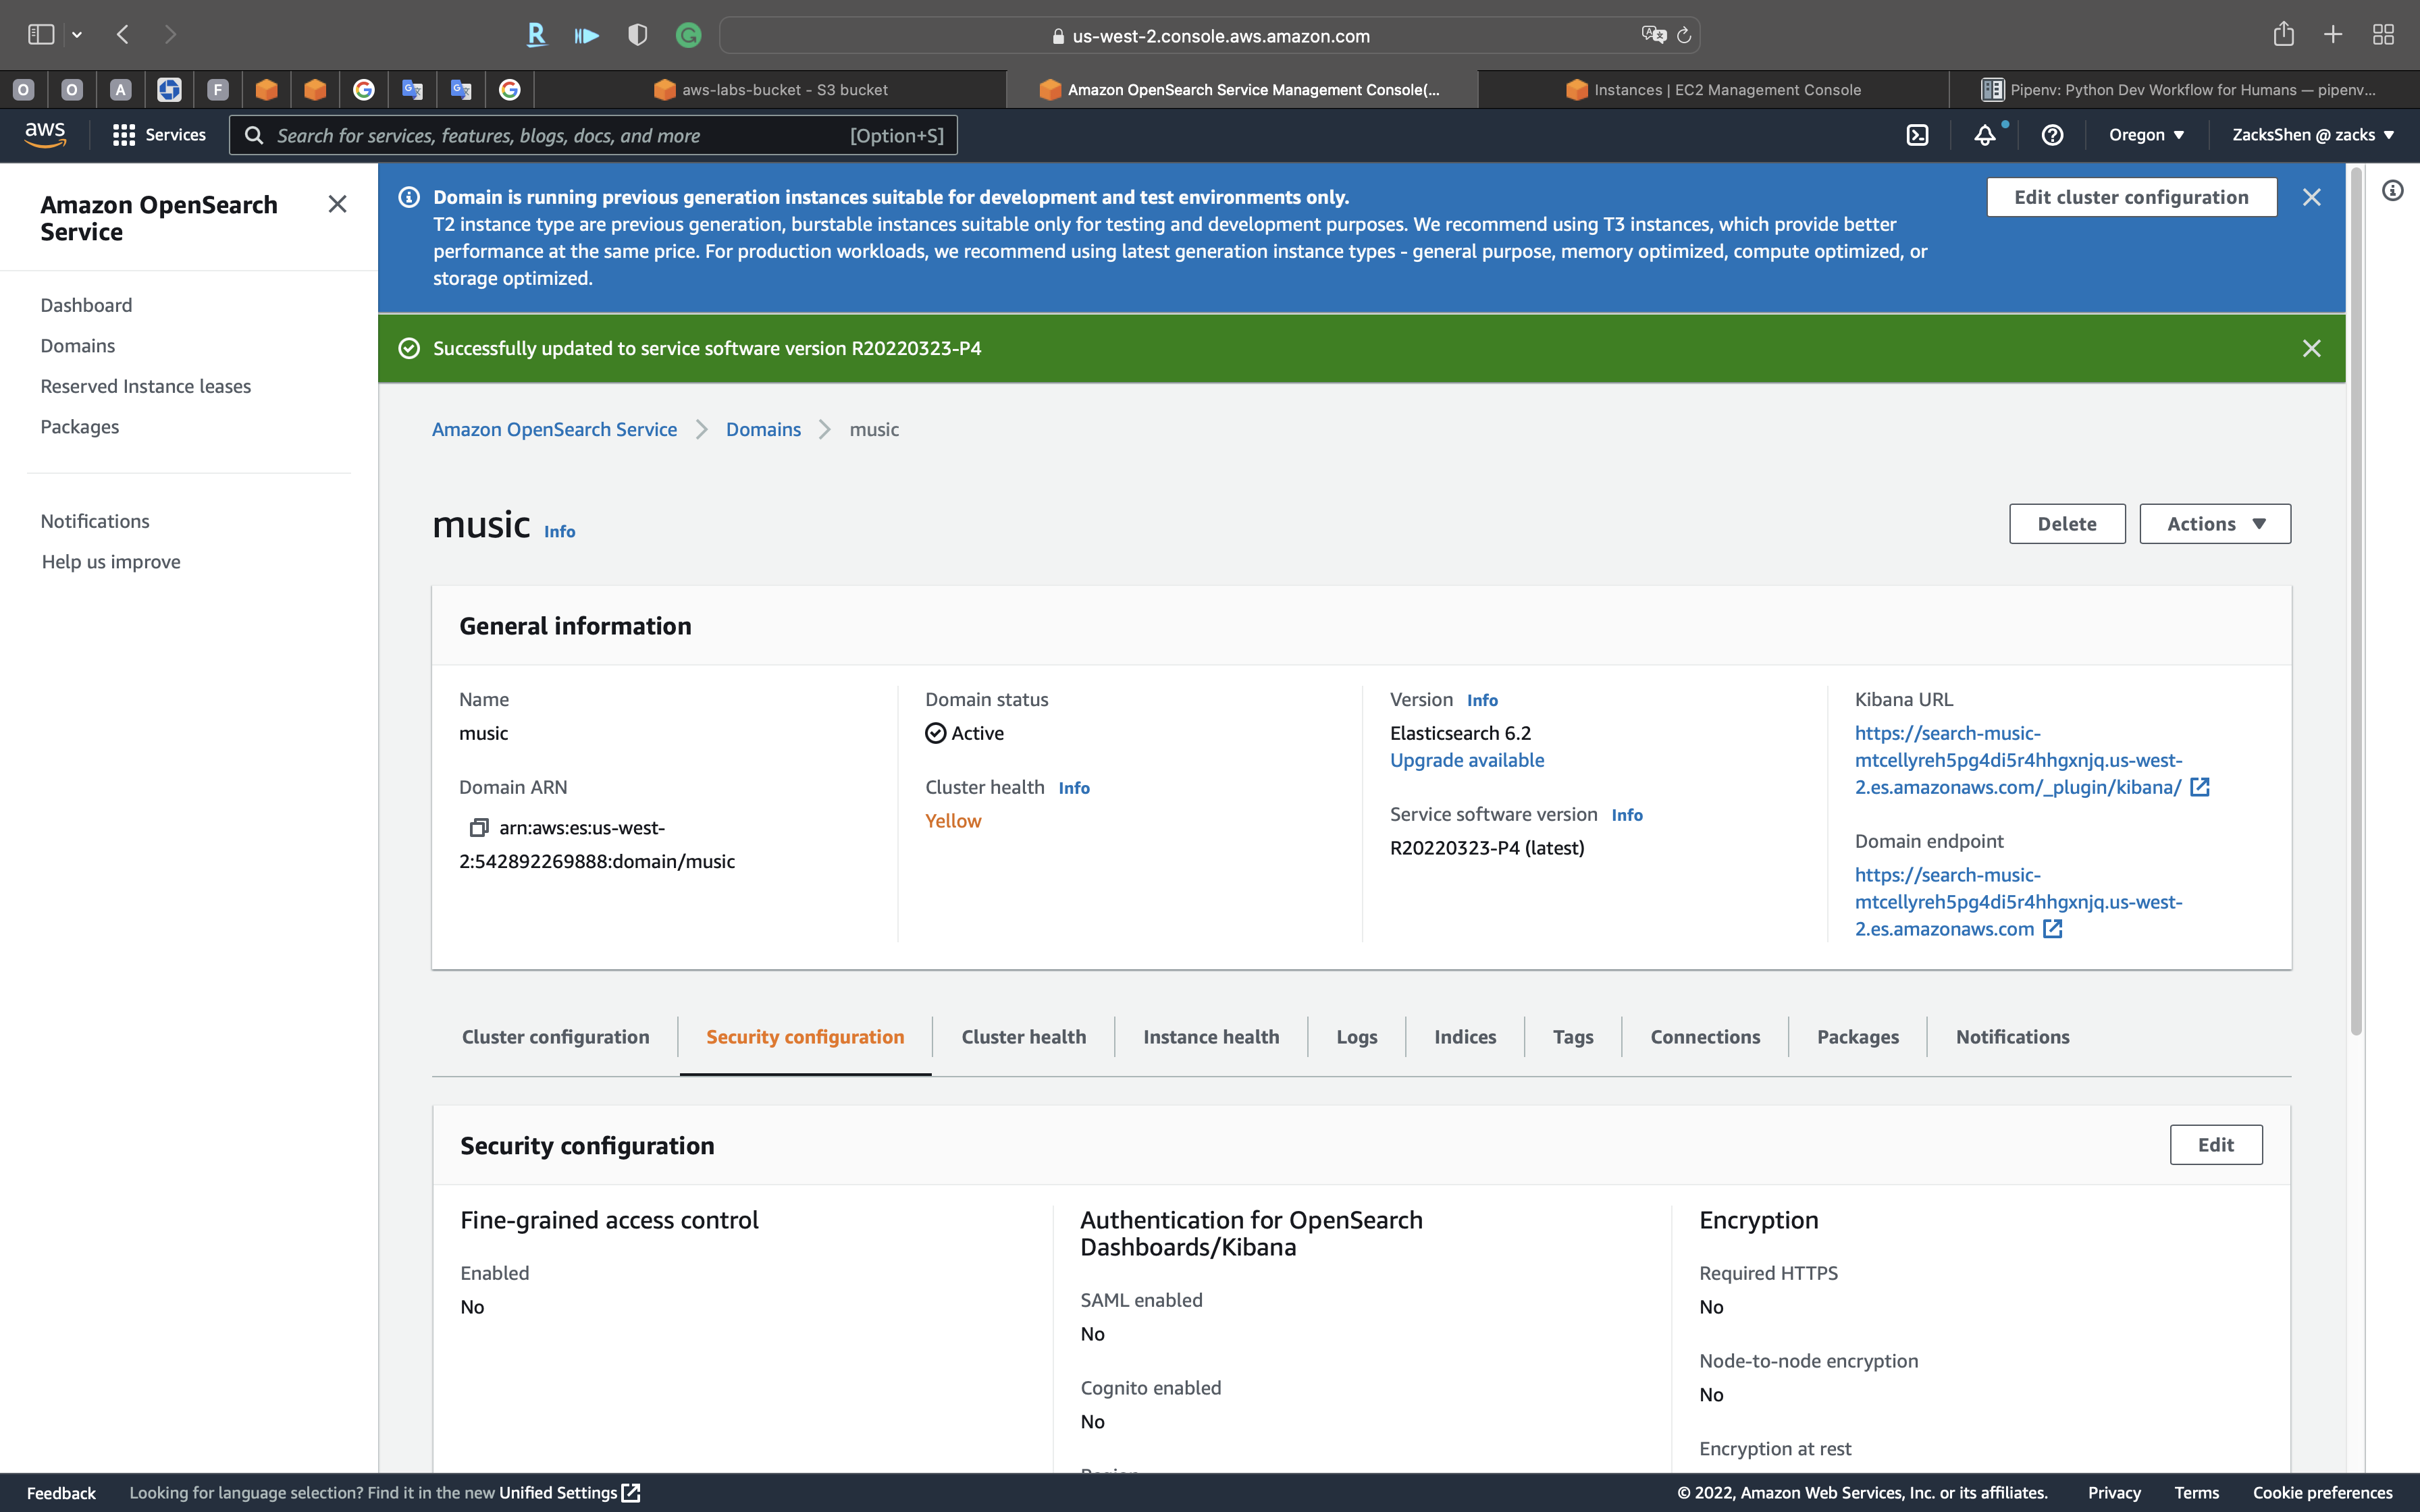 us-west-2.console.aws.amazon.com
O
O
A
F
aws-labs-bucket - S3 bucket
Amazon OpenSearch Service Management Console(...
Instances | EC2 Management Console
Pipenv: Python Dev Workflow for Humans — pipenv...
aws
Services
Search for services, features, blogs, docs, and more
[Option+S]
Oregon
ZacksShen @ zacks
Amazon OpenSearch
Service
Dashboard
Domains
Reserved Instance leases
Packages
Notifications
Help us improve
Domain is running previous generation instances suitable for development and test environments only.
T2 instance type are previous generation, burstable instances suitable only for testing and development purposes. We recommend using T3 instances, which provide better
performance at the same price. For production workloads, we recommend using latest generation instance types - general purpose, memory optimized, compute optimized, or
storage optimized.
Edit cluster configuration
Successfully updated to service software version R20220323-P4
Amazon OpenSearch Service
Domains
music
music Info
Delete
Actions
General information
Name
music
Domain ARN
arn:aws:es:us-west-
2:542892269888:domain/music
Domain status
Active
Cluster health Info
Yellow
Version Info
Elasticsearch 6.2
Upgrade available
Service software version Info
R20220323-P4 (latest)
Kibana URL
https://search-music-
mtcellyreh5pg4di5r4hhgxnjq.us-west-
2.es.amazonaws.com/_plugin/kibana/
Domain endpoint
https://search-music-
mtcellyreh5pg4di5r4hhgxnjq.us-west-
2.es.amazonaws.com
Cluster configuration
Security configuration
Cluster health
Instance health
Logs
Indices
Tags
Connections
Packages
Notifications
Security configuration
Edit
Fine-grained access control
Enabled
No
Authentication for OpenSearch
Dashboards/Kibana
SAML enabled
No
Cognito enabled
No
Encryption
Required HTTPS
No
Node-to-node encryption
No
Encryption at rest
Feedback
Looking for language selection? Find it in the new Unified Settings
© 2022, Amazon Web Services, Inc. or its affiliates.
Privacy
Terms
Cookie preferences